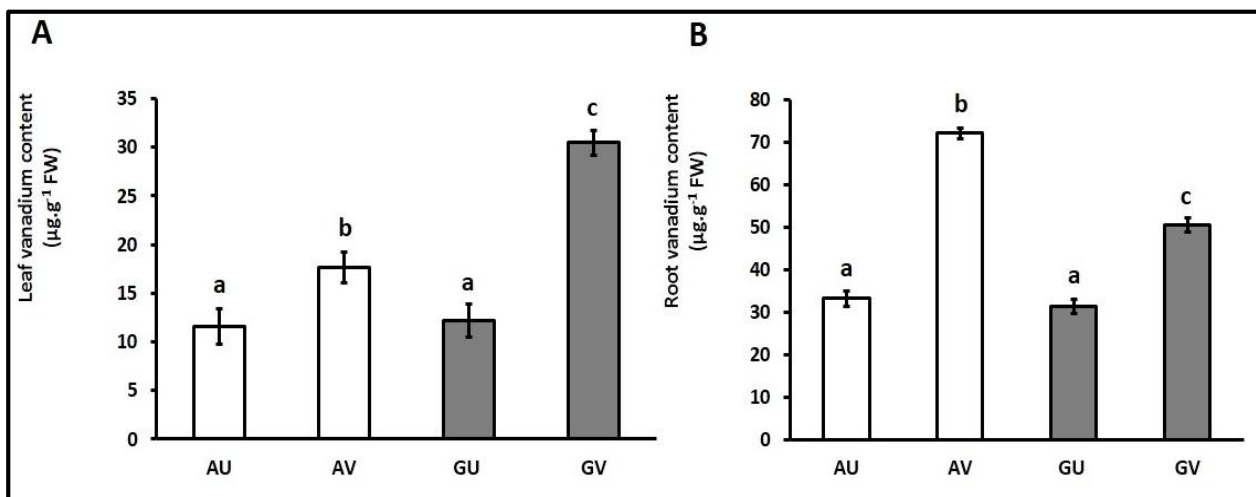 A
Leaf vanadium content
(µg.g⁻¹ FW)
35
30
25
20
15
10
5
0
a
b
a
c
AU
AV
GU
GV
B
Root vanadium content
(µg.g⁻¹ FW)
80
70
60
50
40
30
20
10
0
a
b
a
c
AU
AV
GU
GV